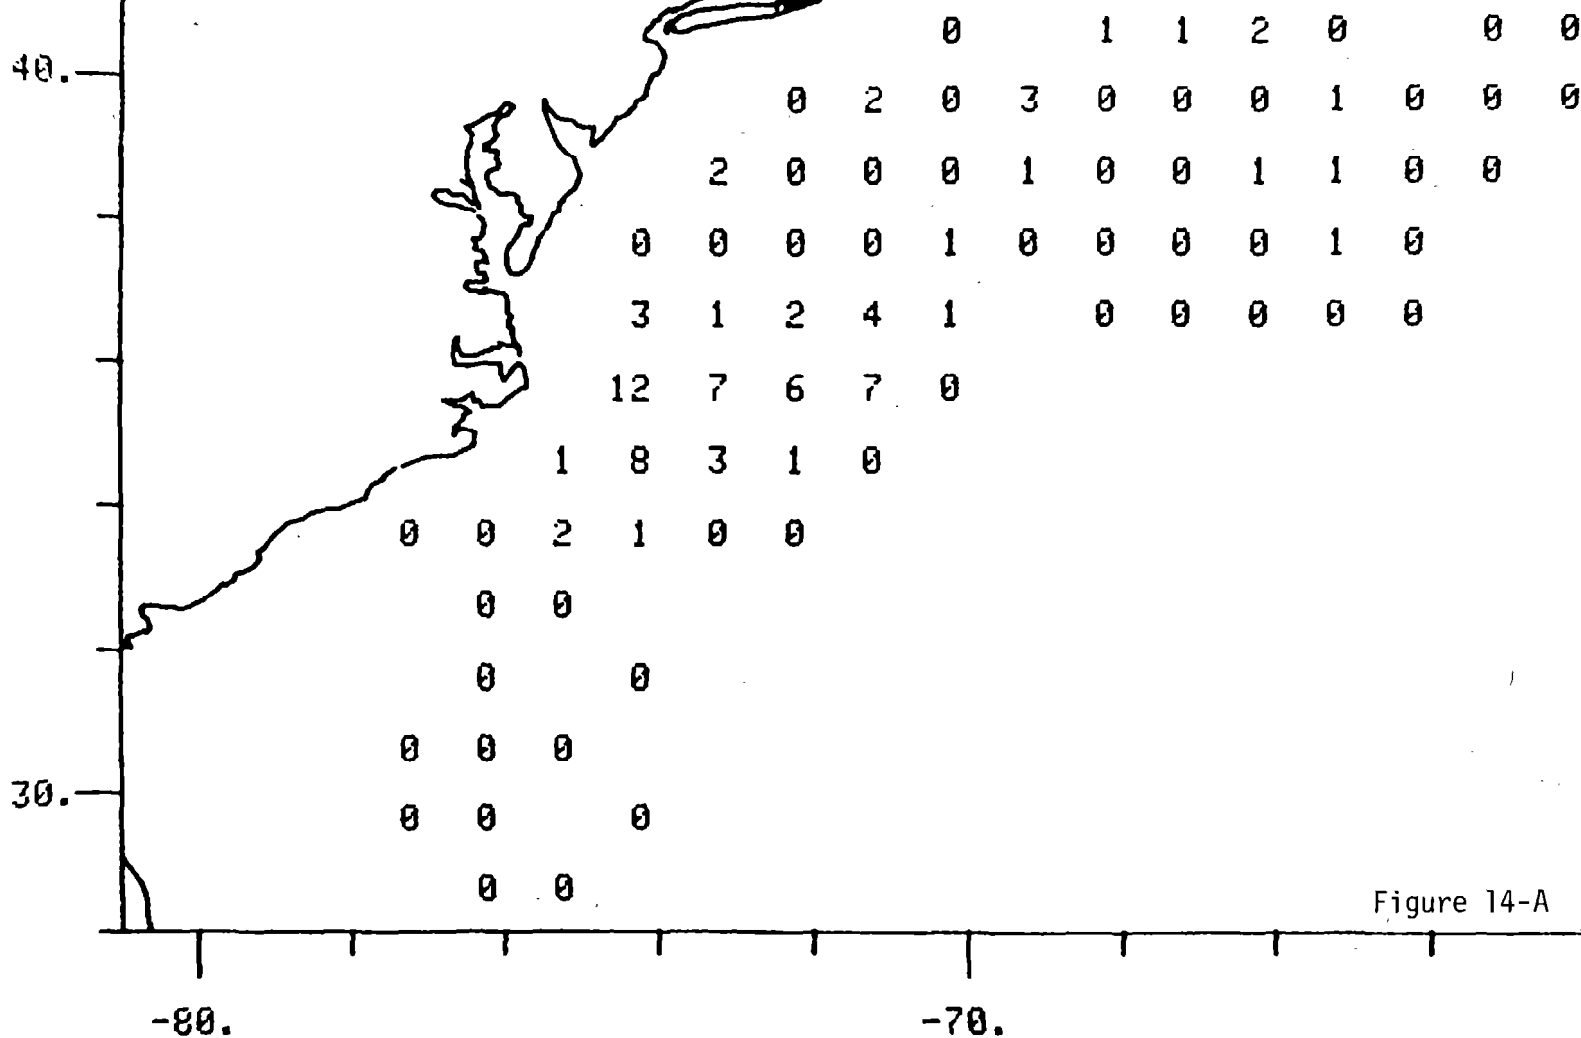 0 1 1 2 0 0 0
40.
0 2 0 3 0 0 0 1 0 0 0
2 0 0 0 1 0 0 1 1 0 0
0 0 0 0 1 0 0 0 0 1 0
3 1 2 4 1 0 0 0 0 0
12 7 6 7 0
1 8 3 1 0
0 0 2 1 0 0
0 0
0 0
0 0 0
30.
0 0 0
0 0
Figure 14-A
-80. -70.